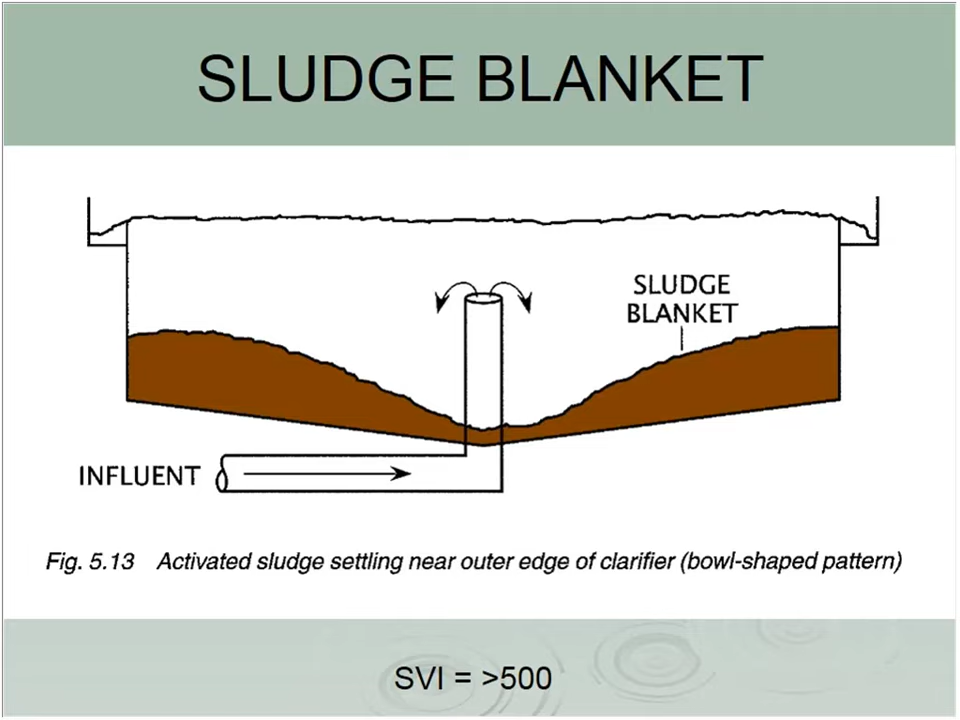 SLUDGE BLANKET
SLUDGE
BLANKET
INFLUENT
Fig. 5.13 Activated sludge settling near outer edge of clarifier (bowl-shaped pattern)
SVI = >500